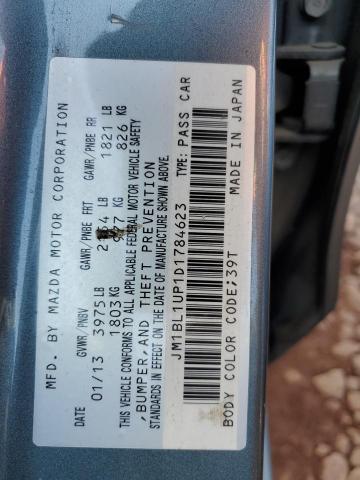 MFD. BY MAZDA MOTOR CORPORATION
DATE GVWR/PNBV GAWR/PNBE FRT GAWR/PNBE RR
01/13 3975 LB LB 1821 LB
1803 KG KG 826 KG
THIS VEHICLE CONFORMS TO ALL APPLICABLE FEDERAL MOTOR VEHICLE SAFETY
,BUMPER,AND THEFT PREVENTION
STANDARDS IN EFFECT ON THE DATE OF MANUFACTURE SHOWN ABOVE.
JM1BL1UP1D1784623 TYPE: PASS CAR
MADE IN JAPAN
BODY COLOR CODE;39T